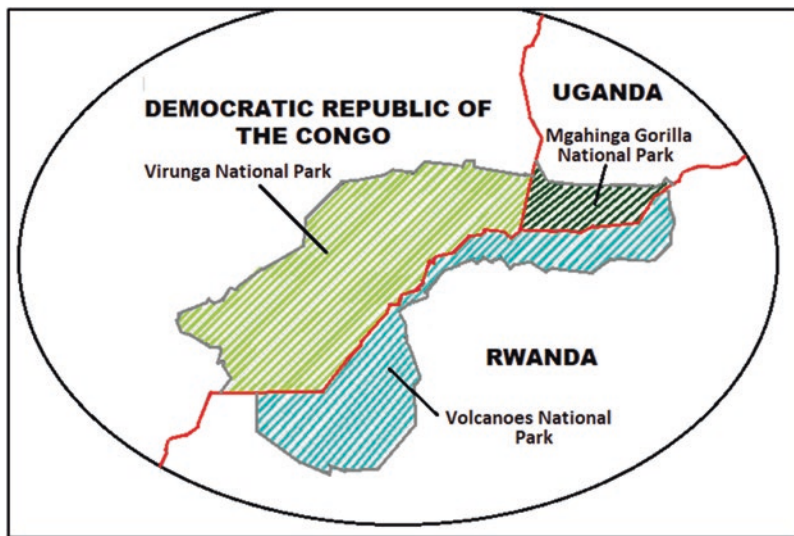 DEMOCRATIC REPUBLIC OF
THE CONGO
Virunga National Park
UGANDA
Mgahinga Gorilla
National Park
RWANDA
Volcanoes National
Park